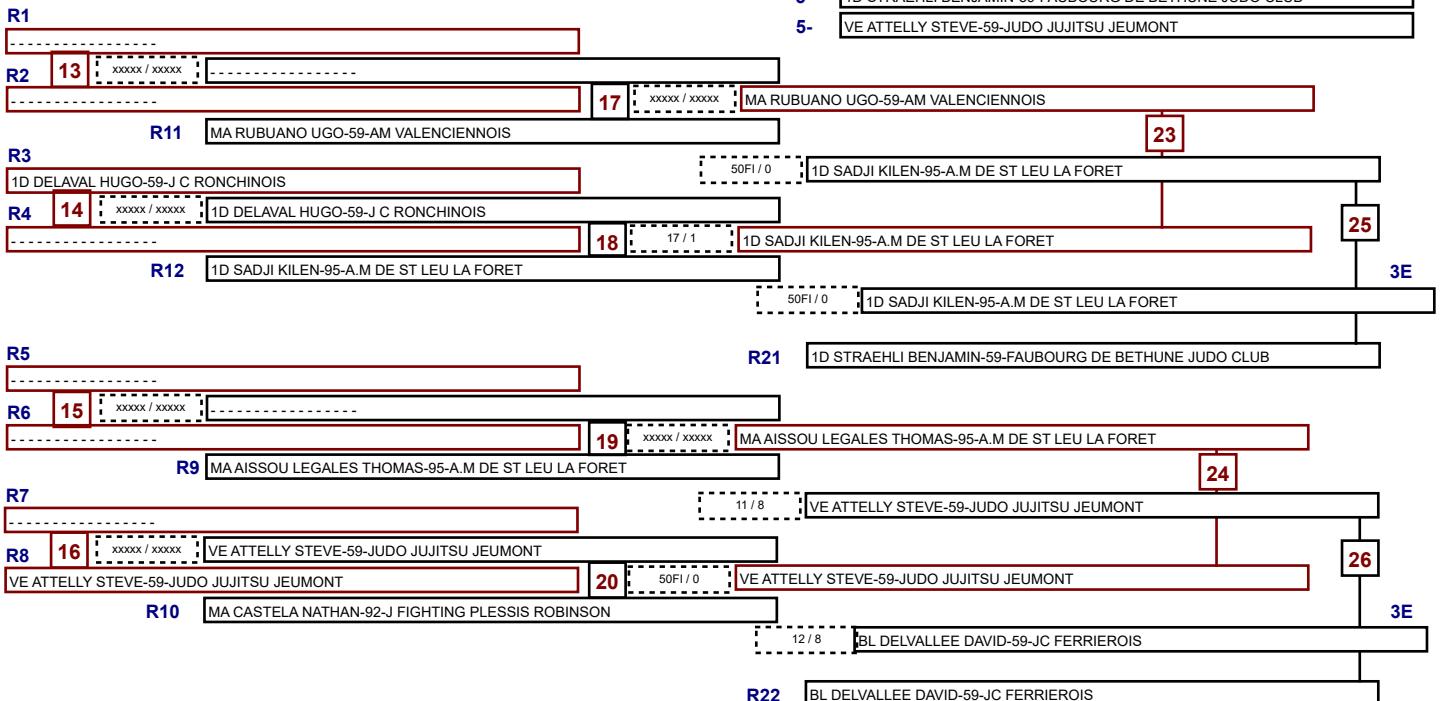 1D STRAEHLI BENJAMIN-59-FAUBOURG DE BETHUNE JUDO CLUB
5- VE ATTELLY STEVE-59-JUDO JUJITSU JEUMONT
R1
- - - - - - - - - - - - - - - -
R2 13 xxxxx / xxxxx - - - - - - - - - - - - - - - -
- - - - - - - - - - - - - - - - 17 xxxxx / xxxxx MA RUBUANO UGO-59-AM VALENCIENNOIS
R11 MA RUBUANO UGO-59-AM VALENCIENNOIS 23
R3
50FI / 0 1D SADJI KILEN-95-A.M DE ST LEU LA FORET
1D DELAVAL HUGO-59-J C RONCHINOIS
R4 14 xxxxx / xxxxx 1D DELAVAL HUGO-59-J C RONCHINOIS 25
- - - - - - - - - - - - - - - - 18 17 / 1 1D SADJI KILEN-95-A.M DE ST LEU LA FORET
R12 1D SADJI KILEN-95-A.M DE ST LEU LA FORET 3E
50FI / 0 1D SADJI KILEN-95-A.M DE ST LEU LA FORET
R5 R21 1D STRAEHLI BENJAMIN-59-FAUBOURG DE BETHUNE JUDO CLUB
- - - - - - - - - - - - - - - -
R6 15 xxxxx / xxxxx - - - - - - - - - - - - - - - -
- - - - - - - - - - - - - - - - 19 xxxxx / xxxxx MA AISSOU LEGALES THOMAS-95-A.M DE ST LEU LA FORET
R9 MA AISSOU LEGALES THOMAS-95-A.M DE ST LEU LA FORET 24
R7
11 / 8 VE ATTELLY STEVE-59-JUDO JUJITSU JEUMONT
- - - - - - - - - - - - - - - -
R8 16 xxxxx / xxxxx VE ATTELLY STEVE-59-JUDO JUJITSU JEUMONT 26
VE ATTELLY STEVE-59-JUDO JUJITSU JEUMONT 20 50FI / 0 VE ATTELLY STEVE-59-JUDO JUJITSU JEUMONT
R10 MA CASTELA NATHAN-92-J FIGHTING PLESSIS ROBINSON 3E
12 / 8 BL DELVALLEE DAVID-59-JC FERRIEROIS
R22 BL DELVALLEE DAVID-59-JC FERRIEROIS